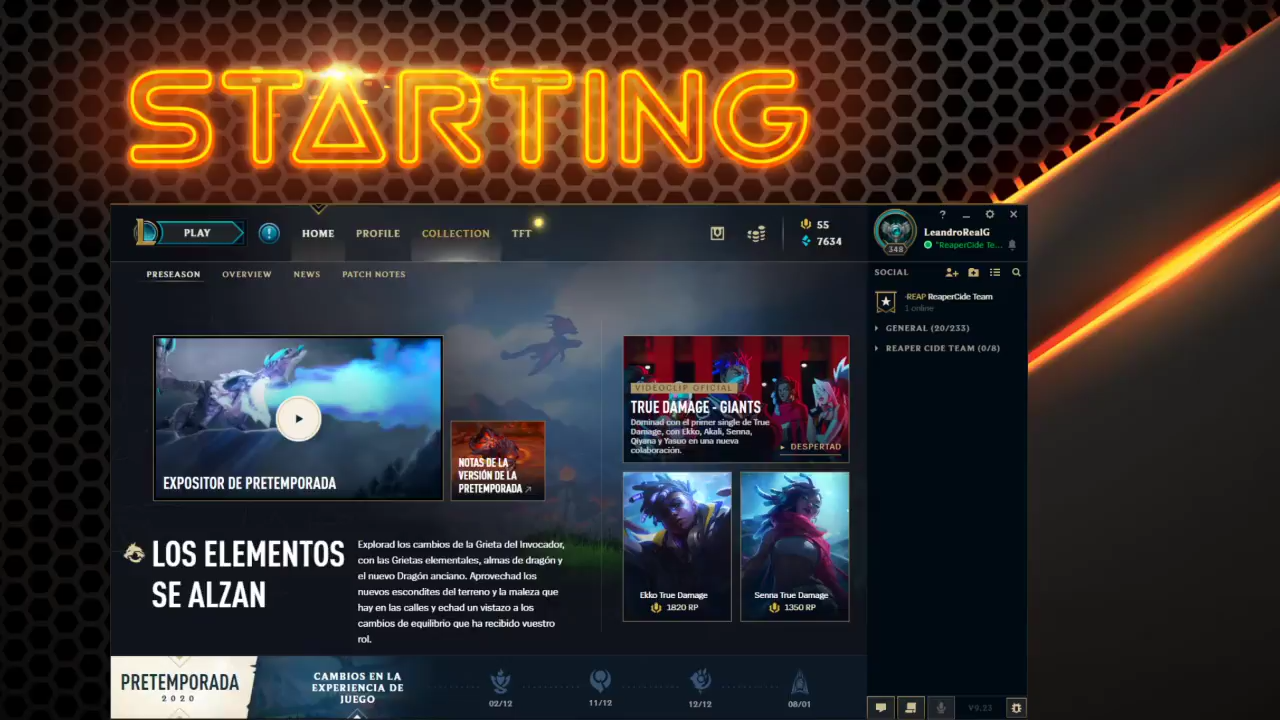 STARTING
PLAY
HOME
PROFILE
COLLECTION
TFT
55
7634
348
LeandroRealG
"ReaperCide Te...
PRESEASON
OVERVIEW
NEWS
PATCH NOTES
SOCIAL
-REAP ReaperCide Team
1 online
GENERAL (20/233)
REAPER CIDE TEAM (0/8)
EXPOSITOR DE PRETEMPORADA
NOTAS DE LA
VERSIÓN DE LA
PRETEMPORADA
VIDEOCLIP OFICIAL
TRUE DAMAGE - GIANTS
Dominad con el primer single de True
Damage, con Ekko, Akali, Senna,
Qiyana y Yasuo en una nueva
colaboración.
DESPERTAD
Ekko True Damage
1820 RP
Senna True Damage
1350 RP
LOS ELEMENTOS
SE ALZAN
Explorad los cambios de la Grieta del Invocador,
con las Grietas elementales, almas de dragón y
el nuevo Dragón anciano. Aprovechad los
nuevos escondites del terreno y la maleza que
hay en las calles y echad un vistazo a los
cambios de equilibrio que ha recibido vuestro
rol.
PRETEMPORADA
2020
CAMBIOS EN LA
EXPERIENCIA DE
JUEGO
02/12
11/12
12/12
08/01
V9.23